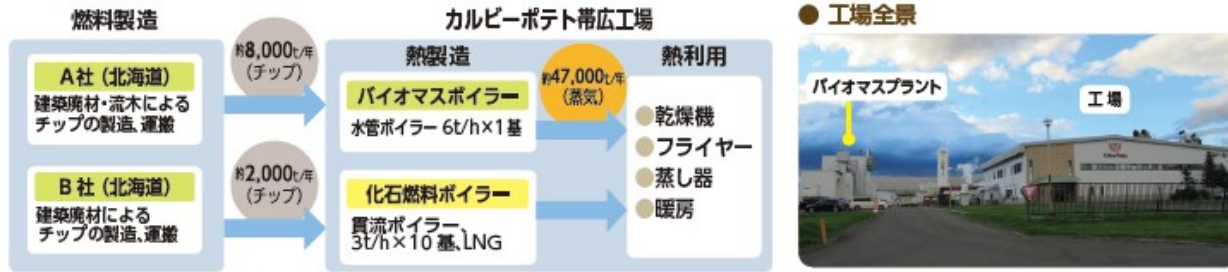 燃料製造
A社(北海道)
建築廃材・流木による
チップの製造、運搬
B社(北海道)
建築廃材による
チップの製造、運搬
約8,000t/年
(チップ)
約2,000t/年
(チップ)
カルビーポテト帯広工場
熱製造
バイオマスボイラー
水管ボイラー 6t/h×1基
化石燃料ボイラー
貫流ボイラー、
3t/h×10基、LNG
約47,000t/年
(蒸気)
熱利用
●乾燥機
●フライヤー
●蒸し器
●暖房
● 工場全景
バイオマスプラント
工場